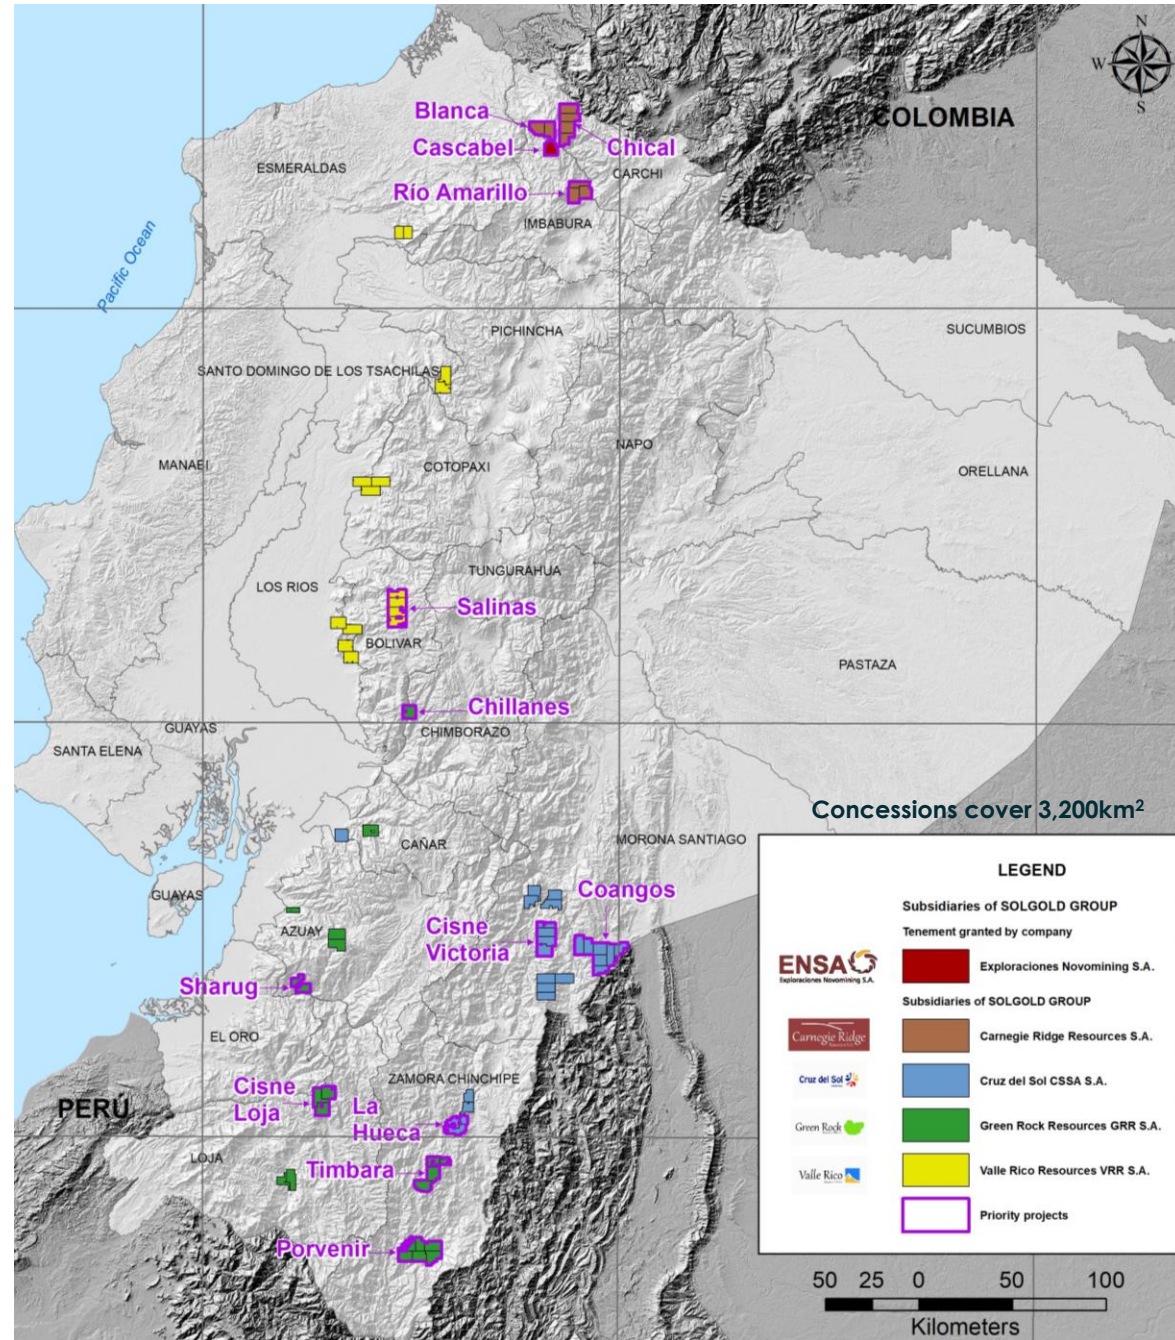 N
W
E
S
COLOMBIA
Blanca
Cascabel
Chical
ESMERALDAS
CARCHI
Río Amarillo
IMBABURA
Pacific Ocean
PICHINCHA
SUCUMBIOS
SANTO DOMINGO DE LOS TSACHILAS
NAPO
MANABI
COTOPAXI
ORELLANA
TUNGURAHUA
LOS RIOS
Salinas
BOLIVAR
PASTAZA
Chillanes
GUAYAS
CHIMBORAZO
SANTA ELENA
Concessions cover 3,200km²
MORONA SANTIAGO
CAÑAR
GUAYAS
Coangos
Cisne
Victoria
AZUAY
Sharug
EL ORO
ZAMORA CHINCHIPE
Cisne
Loja
La
Hueca
PERÚ
LOJA
Timbara
Porvenir
LEGEND
Subsidiaries of SOLGOLD GROUP
Tenement granted by company
ENSA
Exploraciones Novomining S.A.
Exploraciones Novomining S.A.
Subsidiaries of SOLGOLD GROUP
Carnegie Ridge
Carnegie Ridge Resources S.A.
Cruz del Sol
Cruz del Sol CSSA S.A.
Green Rock
Green Rock Resources GRR S.A.
Valle Rico
Valle Rico Resources VRR S.A.
Priority projects
50 25 0 50 100
Kilometers